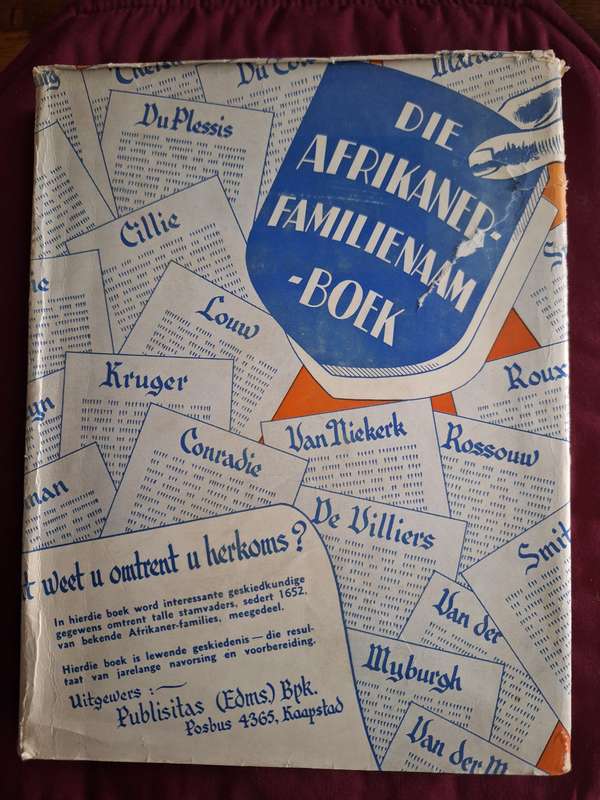 Du Plessis
DIE
AFRIKANER-
FAMILIENAAM
-BOEK
Cillie
Louw
Kruger
Roux
Conradie
Van Niekerk
Rossouw
De Villiers
Smit
Van der
Myburgh
Van der M
weet u omtrent u herkoms?
In hierdie boek word interessante geskiedkundige
gegewens omtrent talle stamvaders, sedert 1652,
van bekende Afrikaner-families, meegedeel.
Hierdie boek is lewende geskiedenis — die resul-
taat van jarelange navorsing en voorbereiding.
Uitgewers:—
Publisitas (Edms.) Bpk.
Posbus 4365, Kaapstad